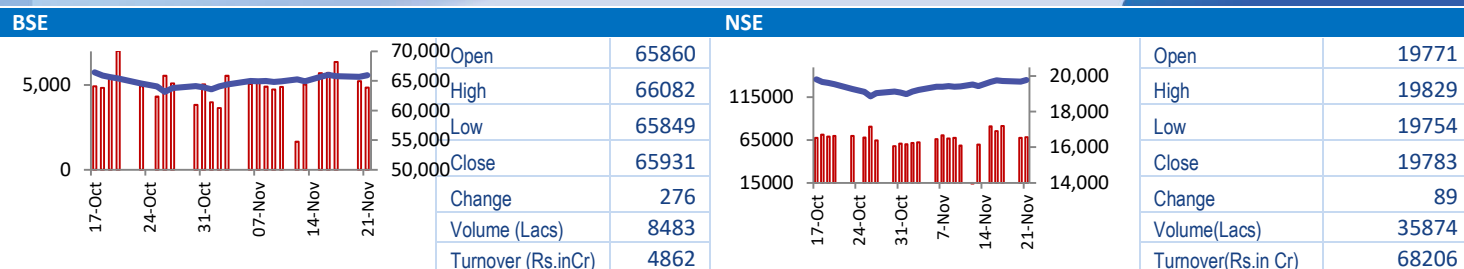 BSE
5,000
0
70,000
65,000
60,000
55,000
50,000
17-Oct
24-Oct
31-Oct
07-Nov
14-Nov
21-Nov
Open 65860
High 66082
Low 65849
Close 65931
Change 276
Volume (Lacs) 8483
Turnover (Rs.inCr) 4862
NSE
115000
65000
15000
20,000
18,000
16,000
14,000
17-Oct
24-Oct
31-Oct
7-Nov
14-Nov
21-Nov
Open 19771
High 19829
Low 19754
Close 19783
Change 89
Volume(Lacs) 35874
Turnover(Rs.in Cr) 68206